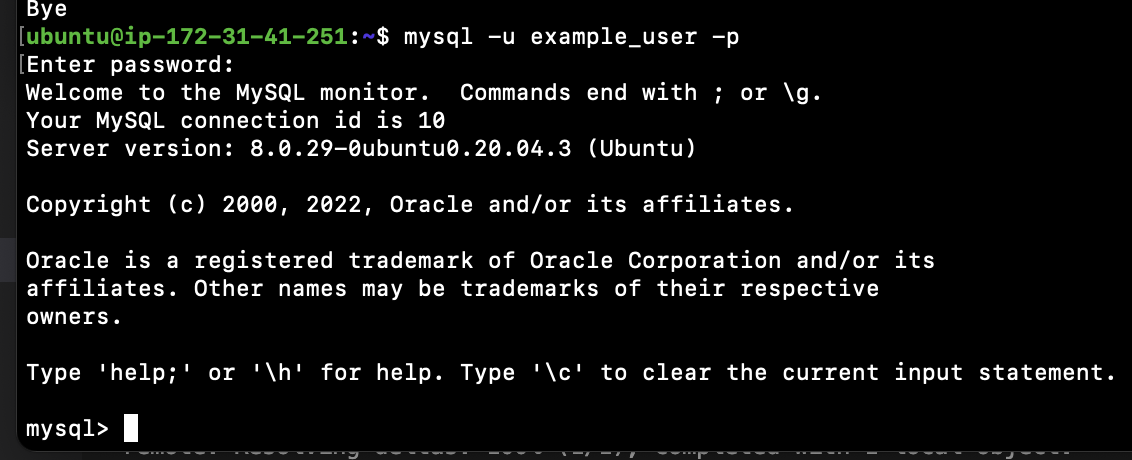 Bye
[ubuntu@ip-172-31-41-251:~$ mysql -u example_user -p
[Enter password:
Welcome to the MySQL monitor.  Commands end with ; or \g.
Your MySQL connection id is 10
Server version: 8.0.29-0ubuntu0.20.04.3 (Ubuntu)
Copyright (c) 2000, 2022, Oracle and/or its affiliates.
Oracle is a registered trademark of Oracle Corporation and/or its
affiliates. Other names may be trademarks of their respective
owners.
Type 'help;' or '\h' for help. Type '\c' to clear the current input statement.
mysql>